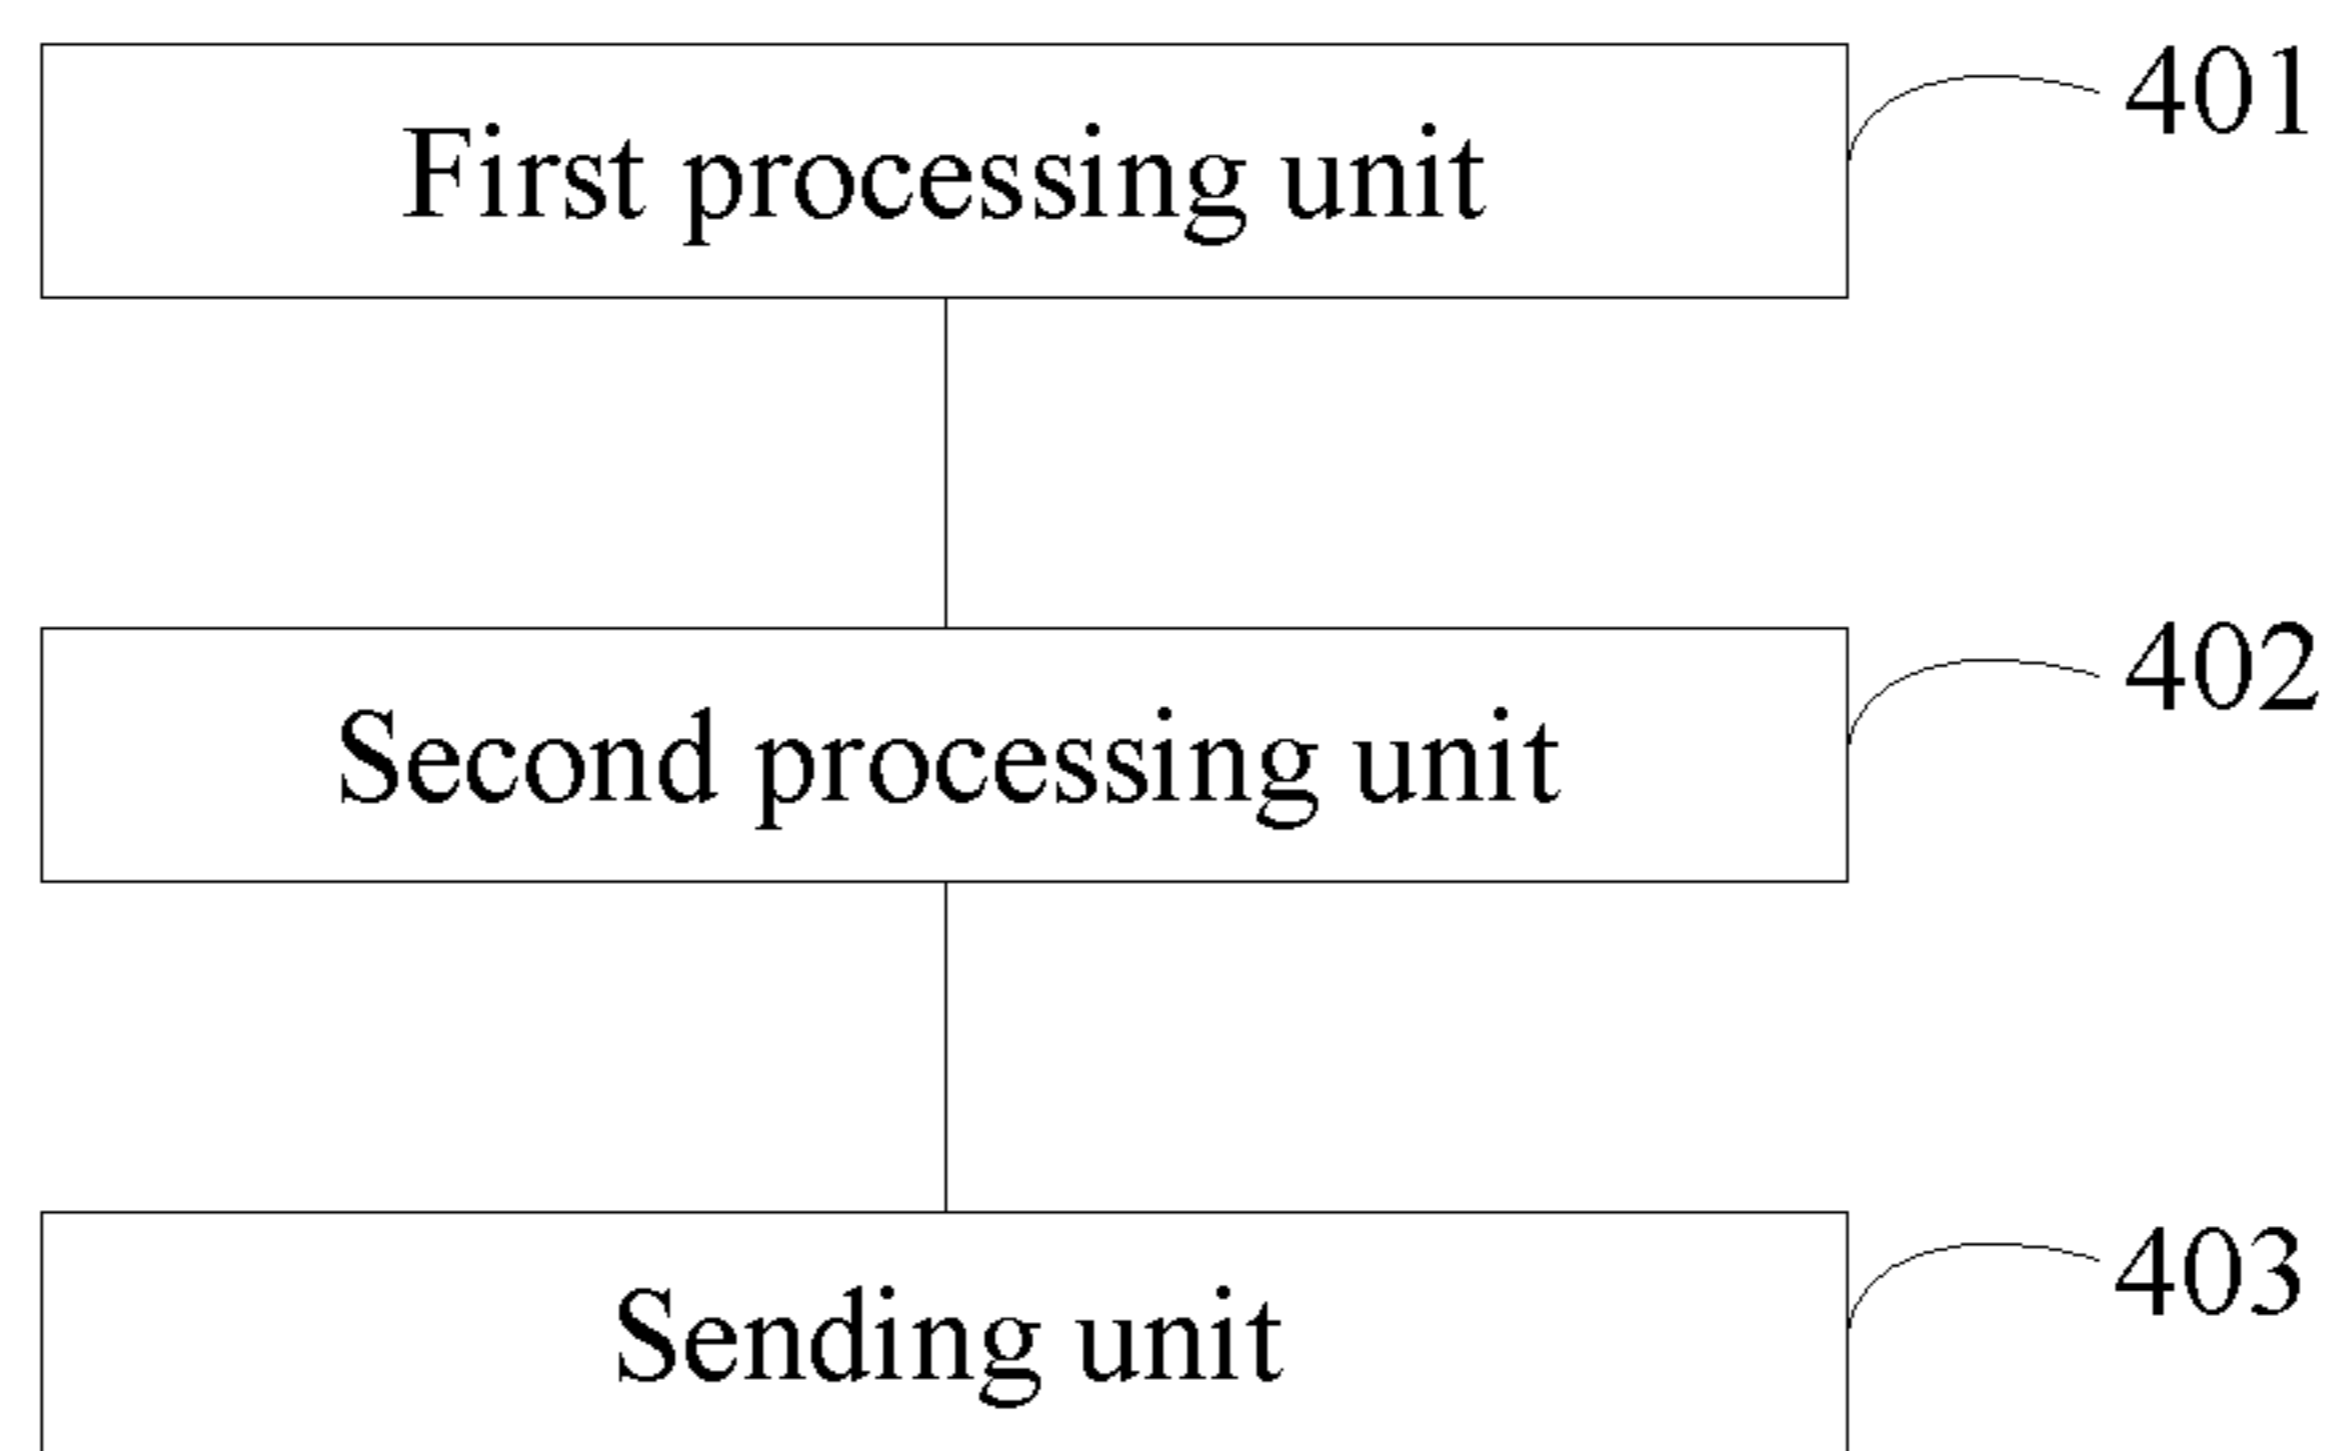 First processing unit 401
Second processing unit 402
Sending unit 403